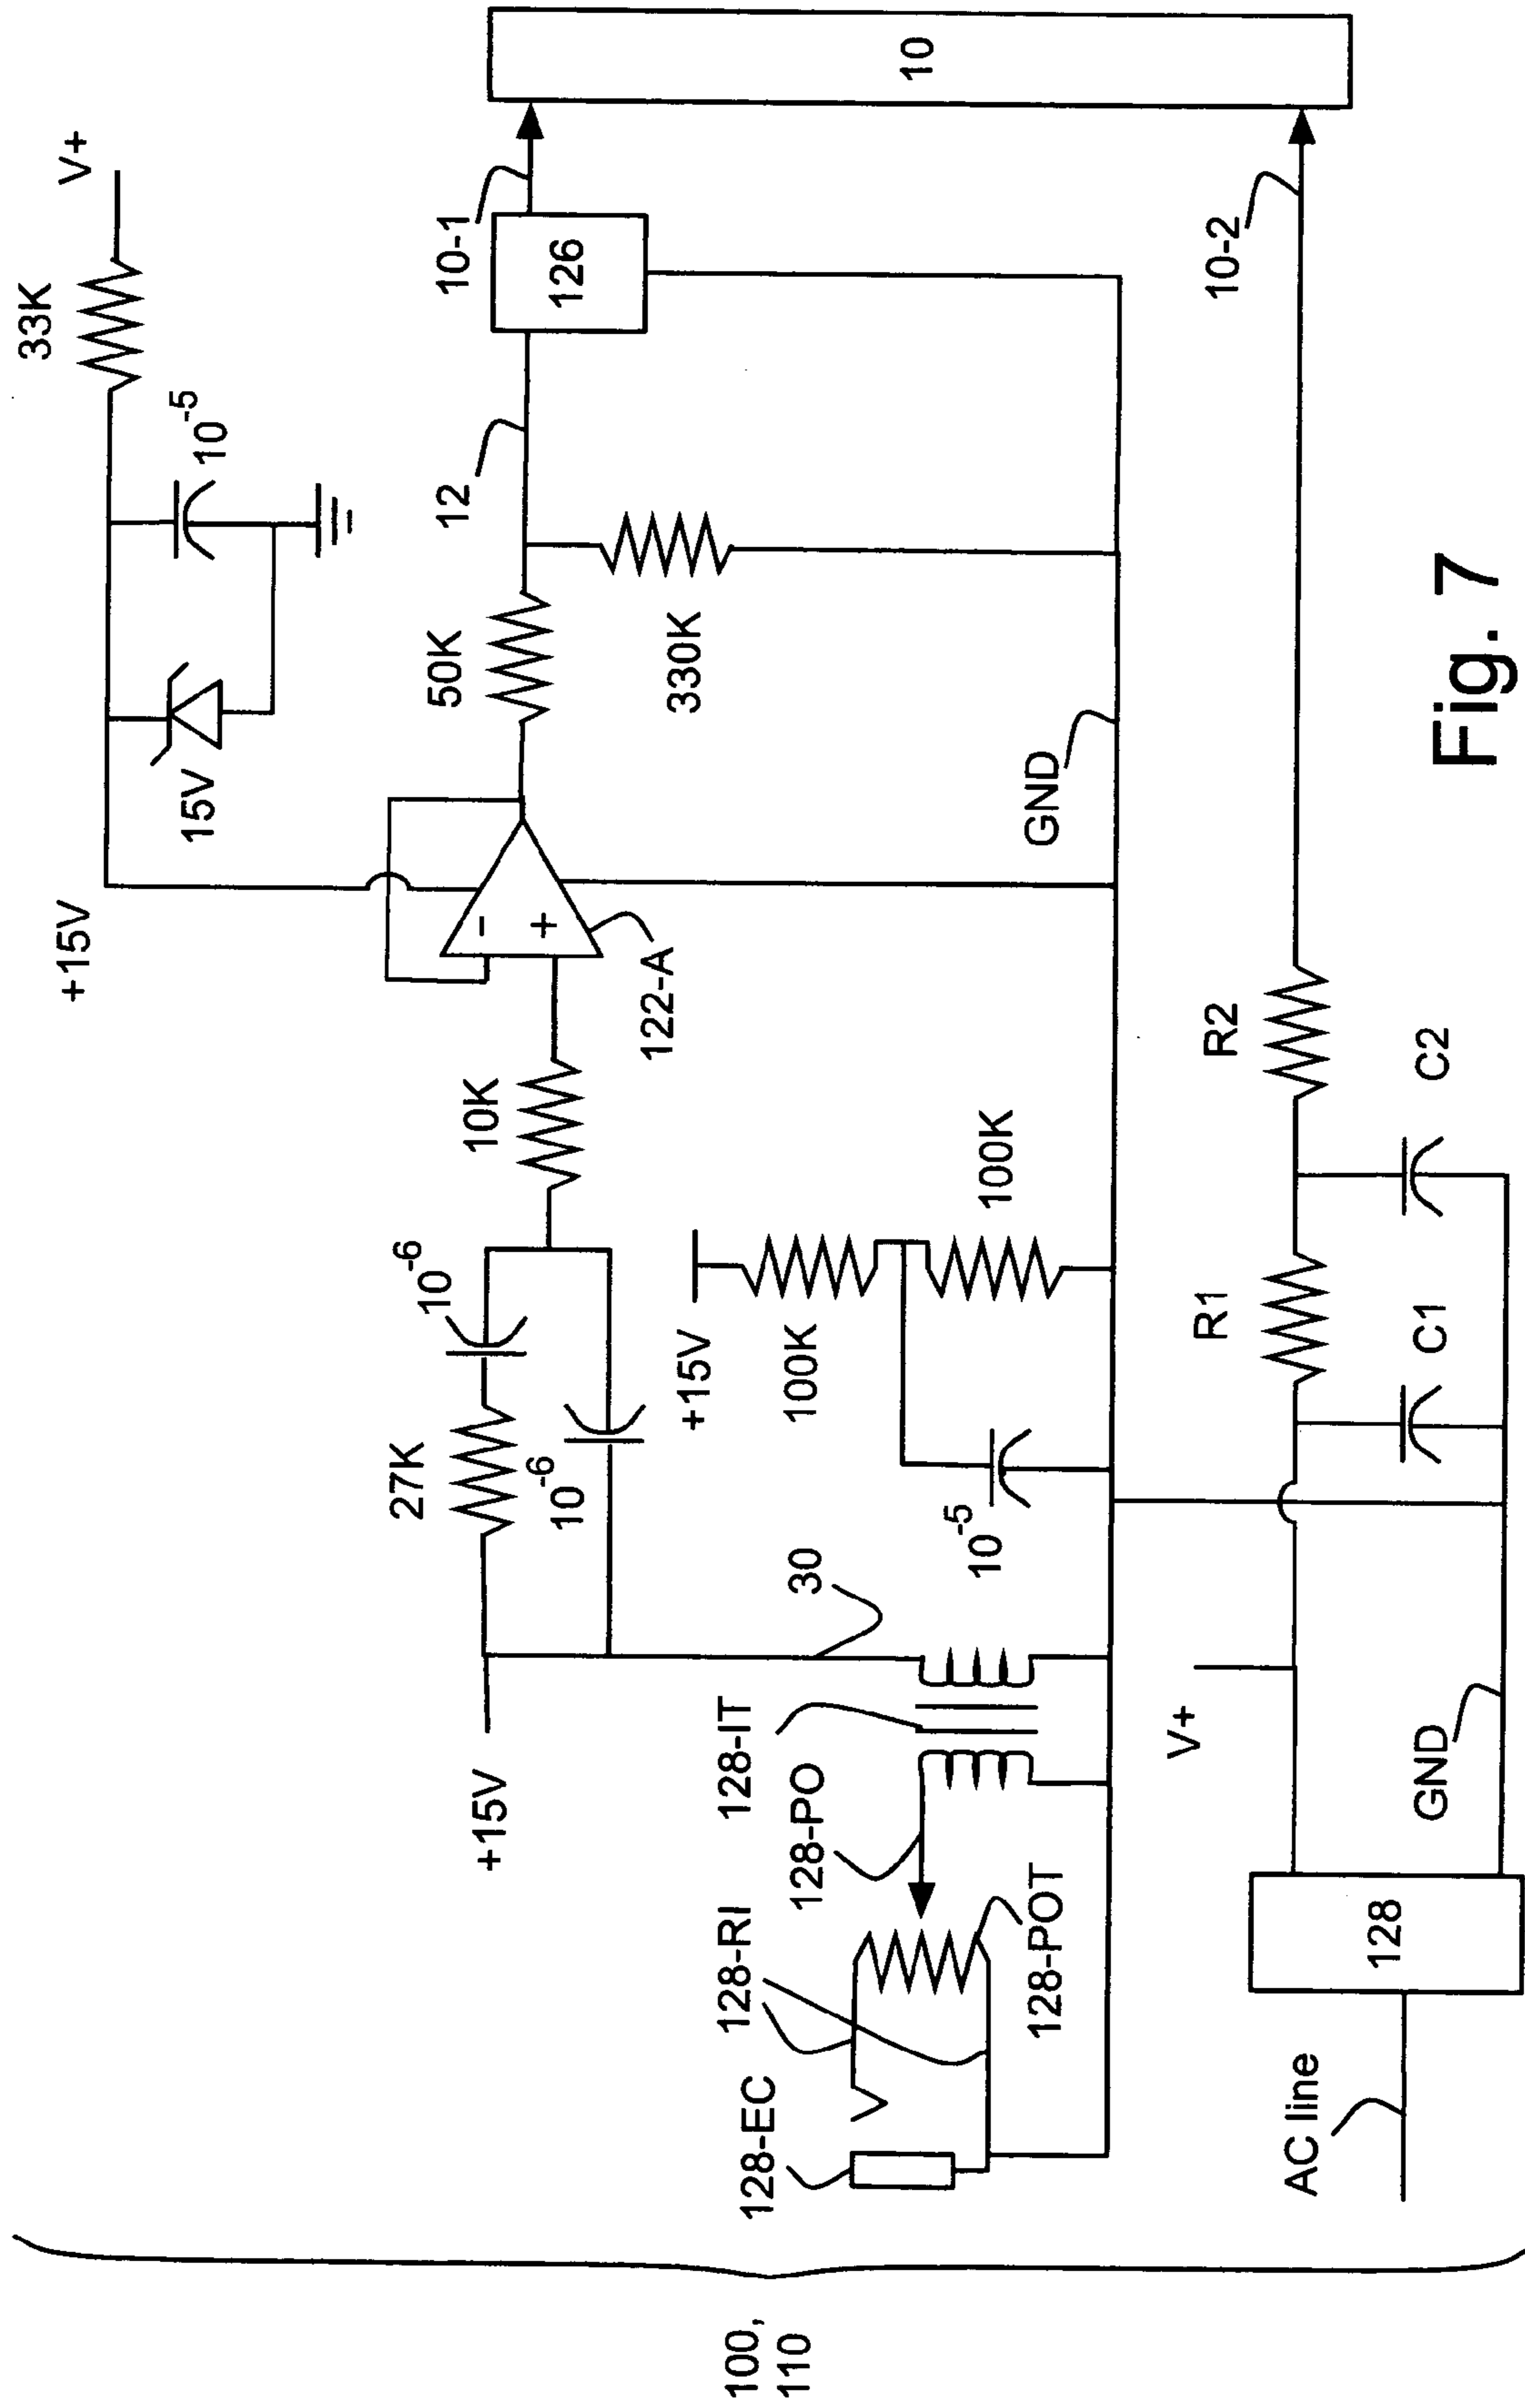 100,
110
+15V
33K
V+
15V
10-5
27K
10-6
10-6
10K
122-A
50K
12
10-1
126
10
330K
+15V
100K
100K
10-5
30
128-IT
128-PO
128-RI
128-EC
128-POT
+15V
-
+
GND
10-2
V+
R1
R2
C1
C2
AC line
128
GND
Fig. 7